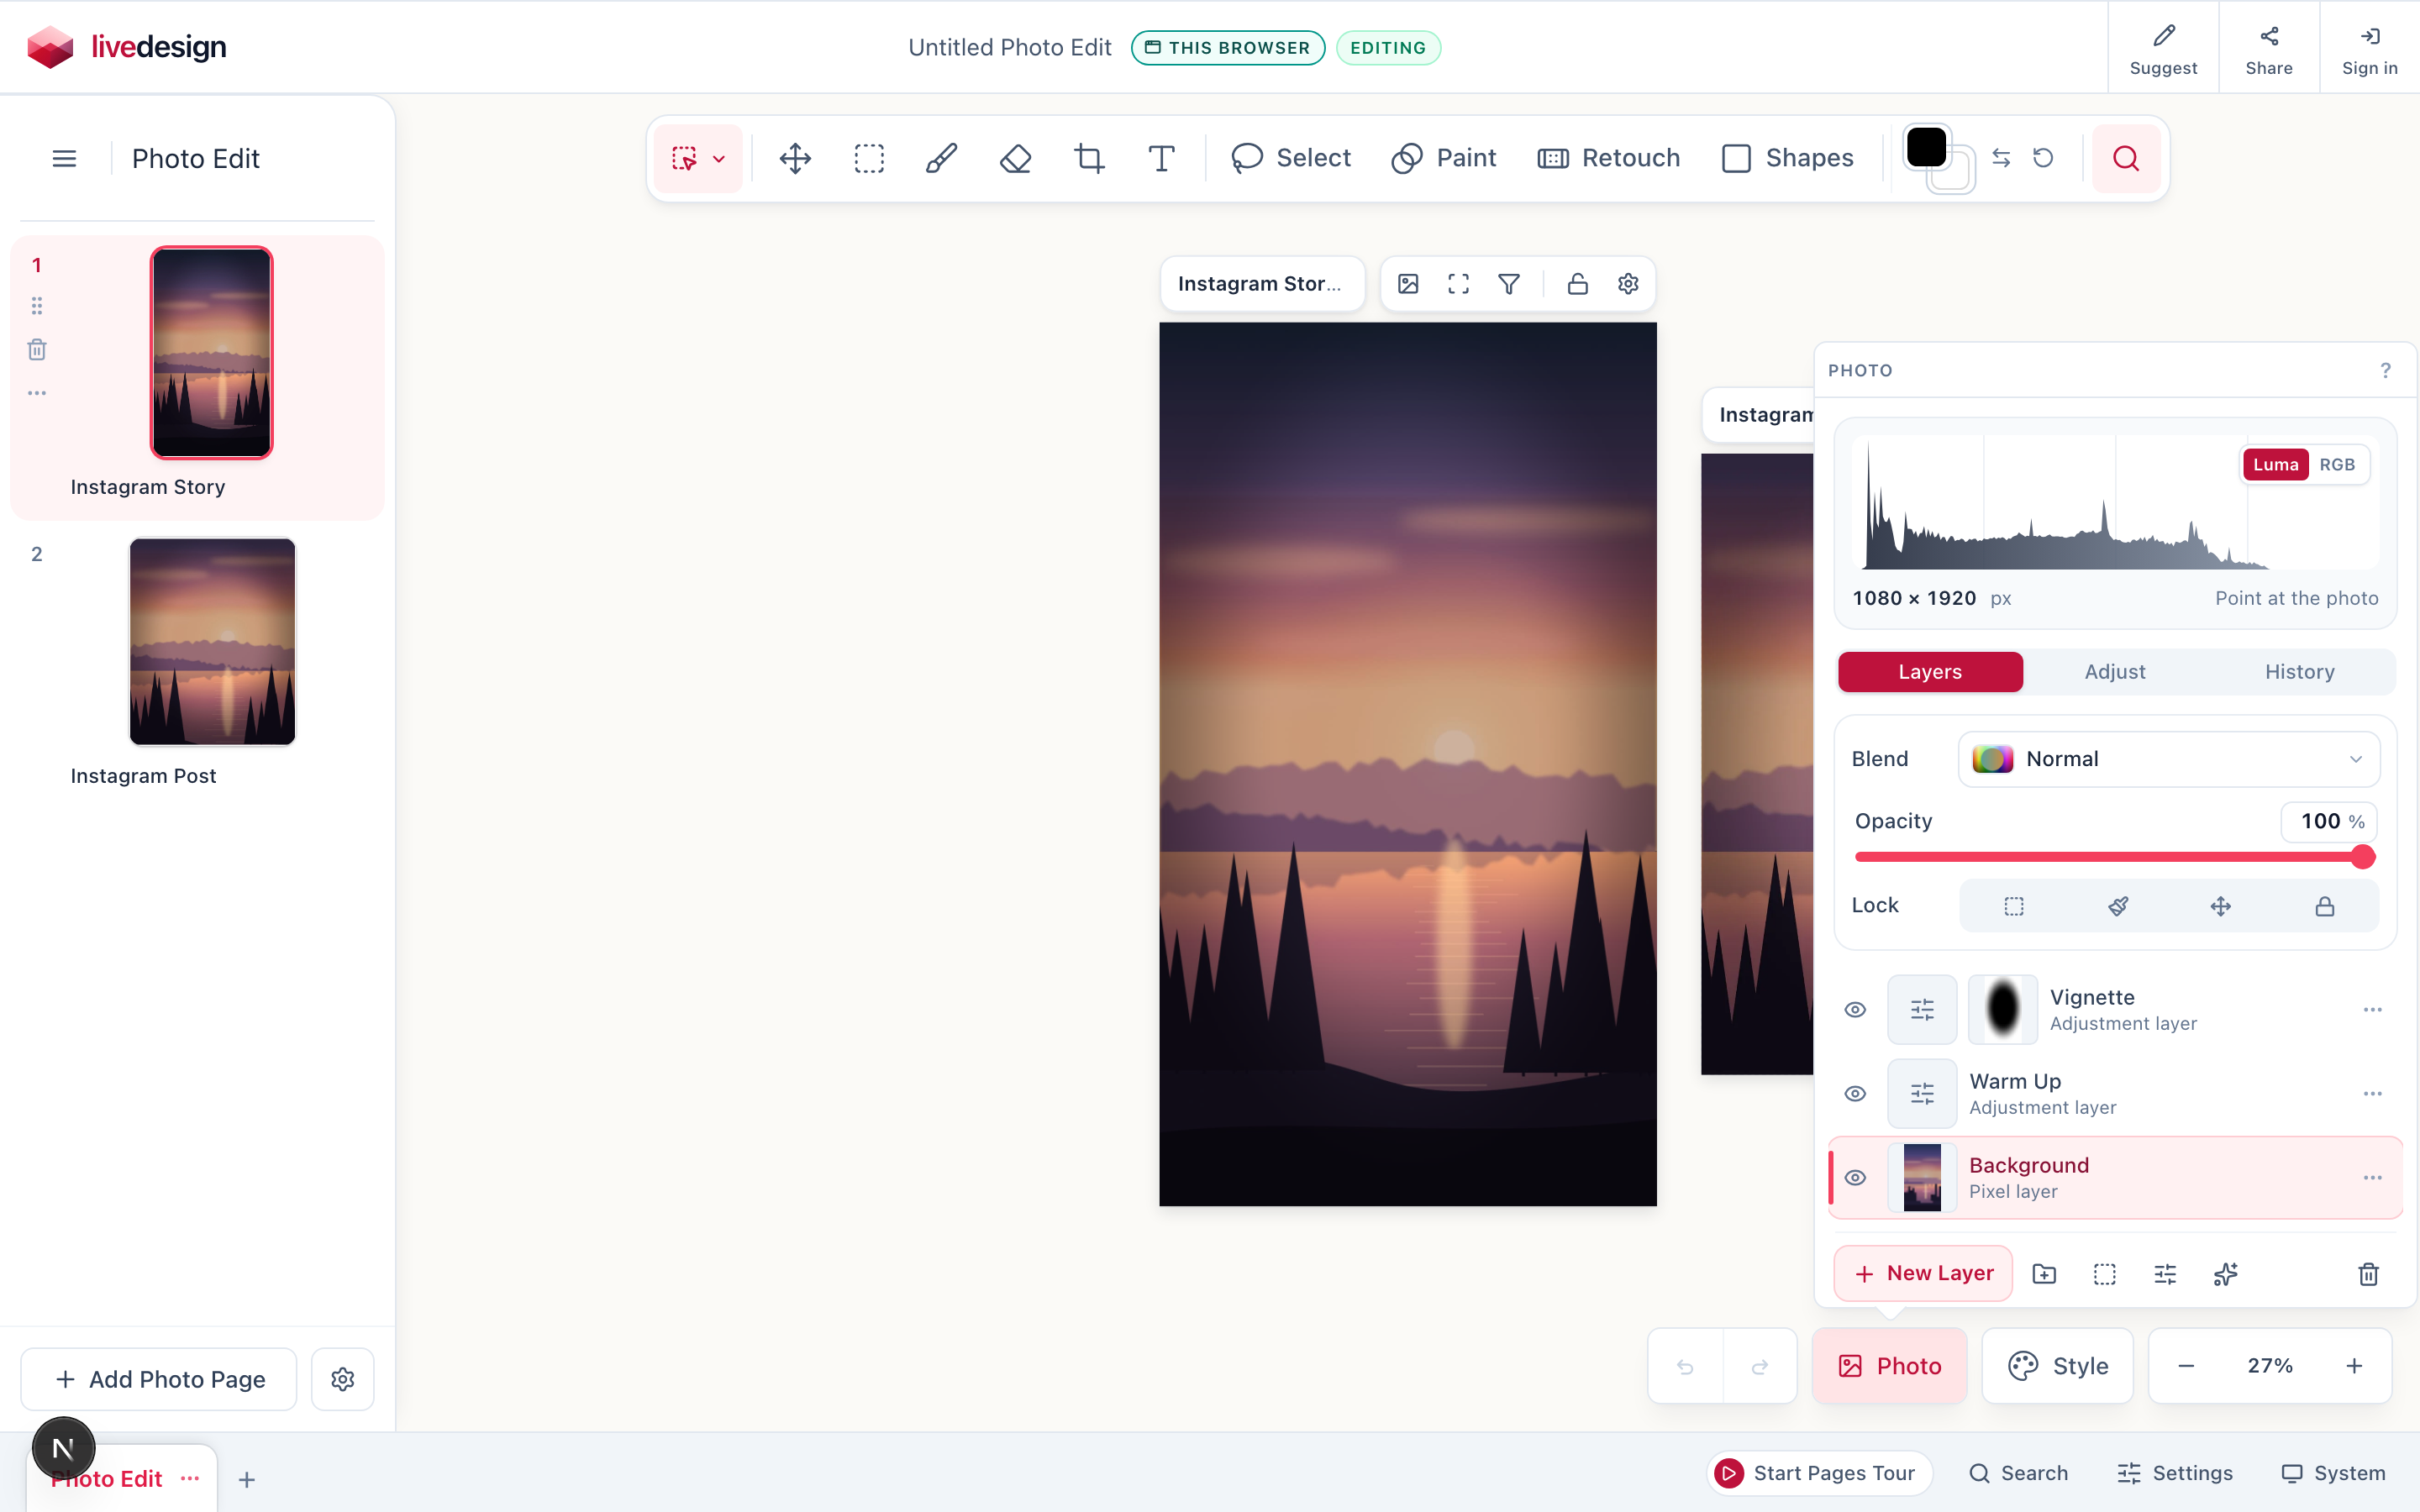 livedesign
Untitled Photo Edit
THIS BROWSER
EDITING
Suggest
Share
Sign in
Photo Edit
Select
Paint
Retouch
Shapes
1
Instagram Story
2
Instagram Post
Instagram Stor...
Instagram
PHOTO
?
Luma
RGB
1080 × 1920 px
Point at the photo
Layers
Adjust
History
Blend
Normal
Opacity
100 %
Lock
Vignette
Adjustment layer
Warm Up
Adjustment layer
Background
Pixel layer
New Layer
Add Photo Page
Photo
Style
27%
N
Photo Edit
Start Pages Tour
Search
Settings
System